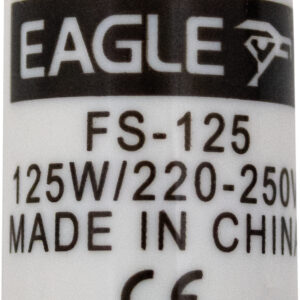 EAGLE
FS-125
125W/220-250V
MADE IN CHINA
CE